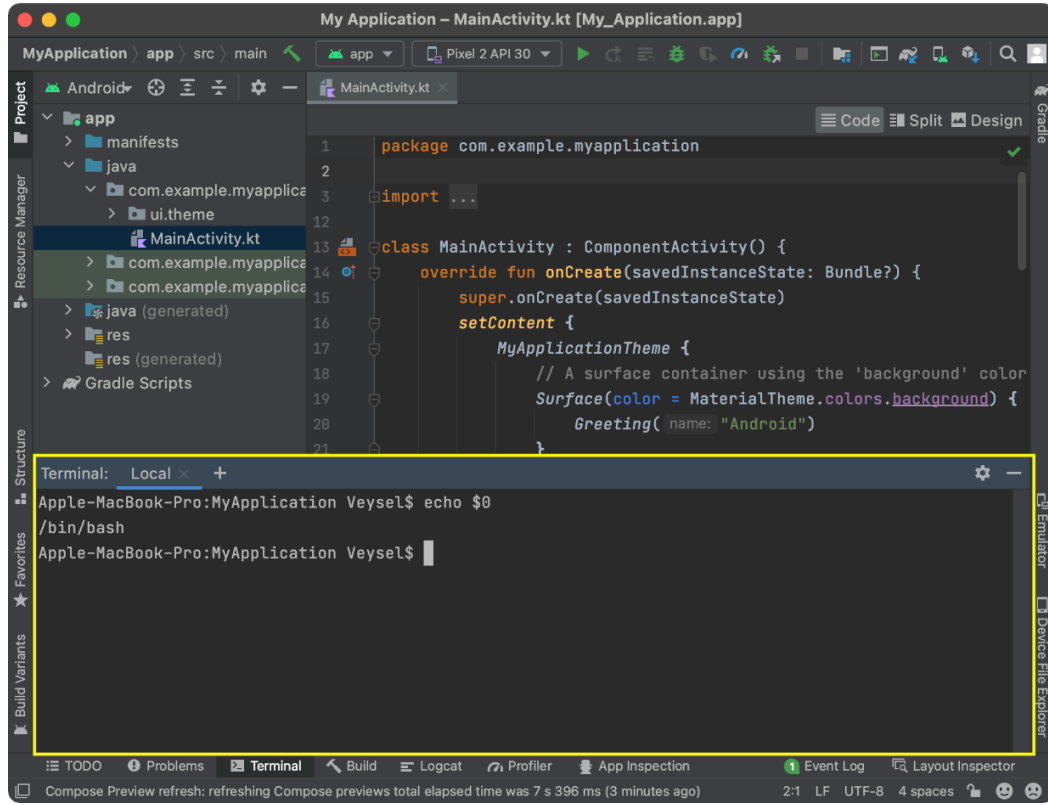 My Application – MainActivity.kt [My_Application.app]
MyApplication app src main app Pixel 2 API 30
Project
Resource Manager
Structure
Favorites
Build Variants
Android
app
manifests
java
com.example.myapplica
ui.theme
MainActivity.kt
com.example.myapplica
com.example.myapplica
java (generated)
res
res (generated)
Gradle Scripts
MainActivity.kt
Code Split Design
1 package com.example.myapplication
2
3 import ...
12
13 class MainActivity : ComponentActivity() {
14 override fun onCreate(savedInstanceState: Bundle?) {
15 super.onCreate(savedInstanceState)
16 setContent {
17 MyApplicationTheme {
18 // A surface container using the 'background' color
19 Surface(color = MaterialTheme.colors.background) {
20 Greeting( name: "Android")
21 }
Gradle
Emulator
Device File Explorer
Terminal: Local +
Apple-MacBook-Pro:MyApplication Veysel$ echo $0
/bin/bash
Apple-MacBook-Pro:MyApplication Veysel$
TODO Problems Terminal Build Logcat Profiler App Inspection 1 Event Log Layout Inspector
Compose Preview refresh: refreshing Compose previews total elapsed time was 7 s 396 ms (3 minutes ago) 2:1 LF UTF-8 4 spaces